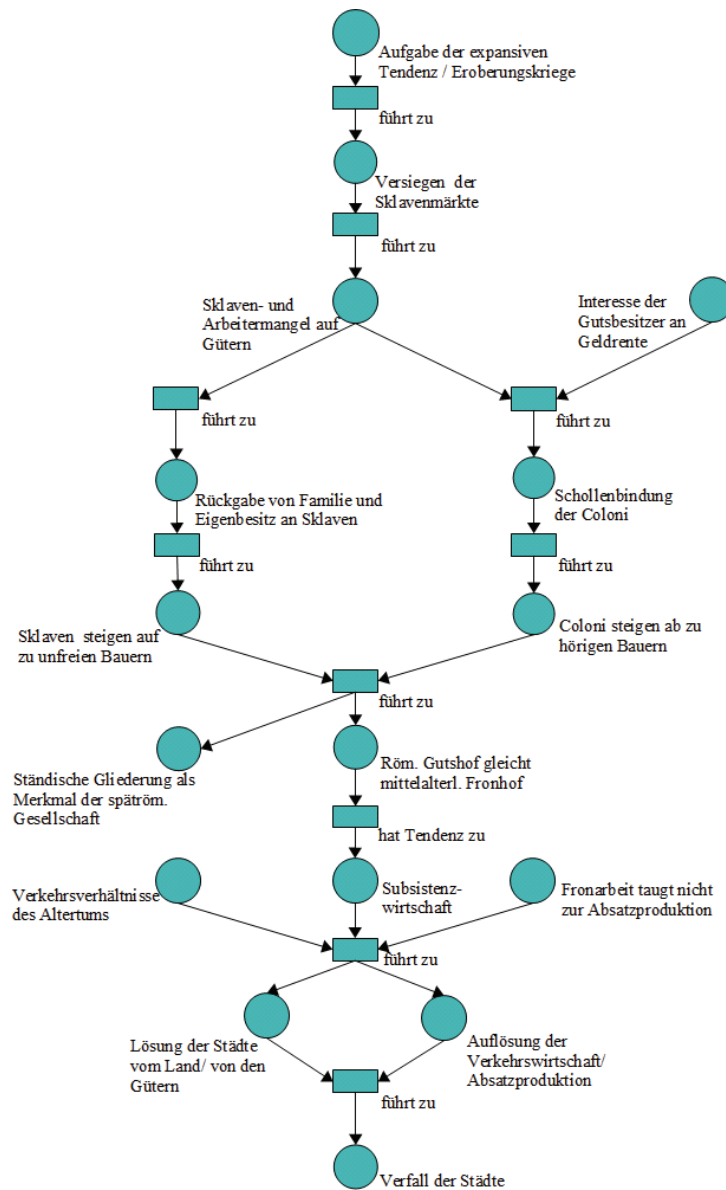 Aufgabe der expansiven
Tendenz / Eroberungskriege
führt zu
Versiegen der
Sklavenmärkte
führt zu
Sklaven- und
Arbeitermangel auf
Gütern
Interesse der
Gutsbesitzer an
Geldrente
führt zu
führt zu
Rückgabe von Familie und
Eigenbesitz an Sklaven
Schollenbindung
der Coloni
führt zu
führt zu
Sklaven steigen auf
zu unfreien Bauern
Coloni steigen ab zu
hörigen Bauern
führt zu
Ständische Gliederung als
Merkmal der spätröm.
Gesellschaft
Röm. Gutshof gleicht
mittelalterl. Fronhof
hat Tendenz zu
Verkehrsverhältnisse
des Altertums
Subsistenz-
wirtschaft
Fronarbeit taugt nicht
zur Absatzproduktion
führt zu
Lösung der Städte
vom Land/ von den
Gütern
Auflösung der
Verkehrswirtschaft/
Absatzproduktion
führt zu
Verfall der Städte